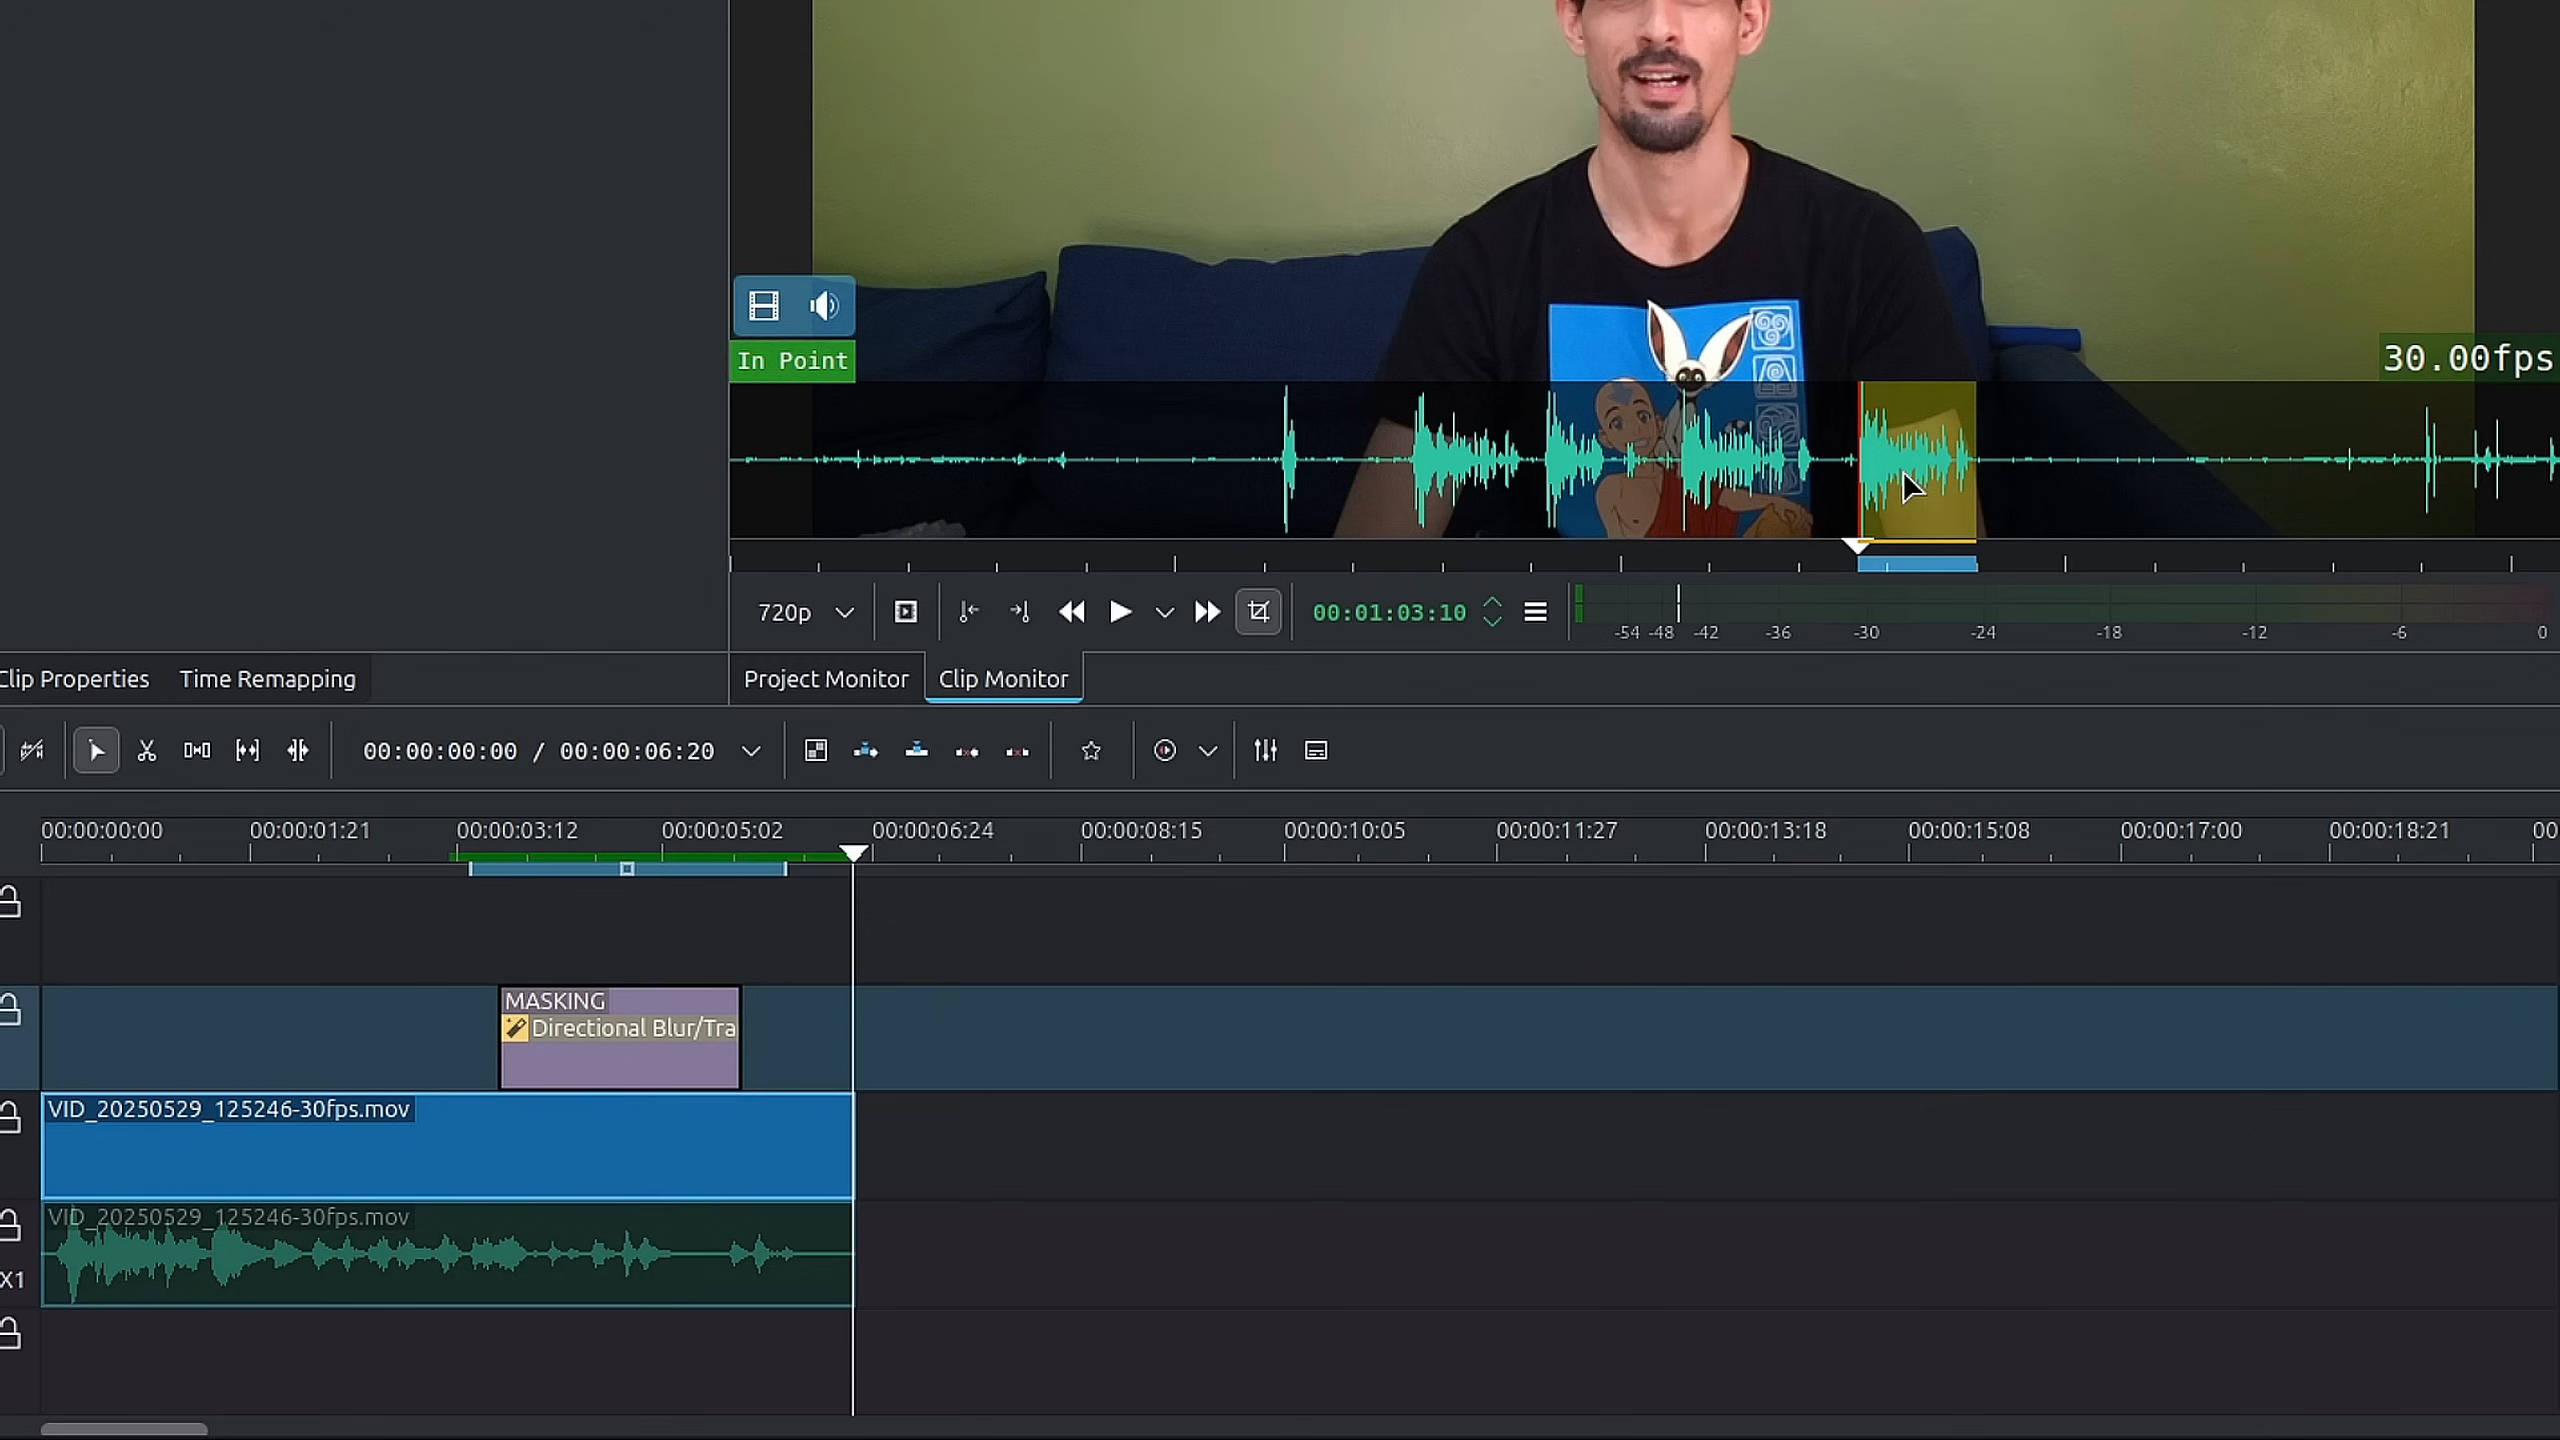 In Point
30.00fps
720p
00:01:03:10
-54 -48 -42 -36 -30 -24 -18 -12 -6 0
Clip Properties
Time Remapping
Project Monitor
Clip Monitor
00:00:00:00 / 00:00:06:20
00:00:00:00 00:00:01:21 00:00:03:12 00:00:05:02 00:00:06:24 00:00:08:15 00:00:10:05 00:00:11:27 00:00:13:18 00:00:15:08 00:00:17:00 00:00:18:21 00
MASKING
Directional Blur/Tra
VID_20250529_125246-30fps.mov
VID_20250529_125246-30fps.mov
X1